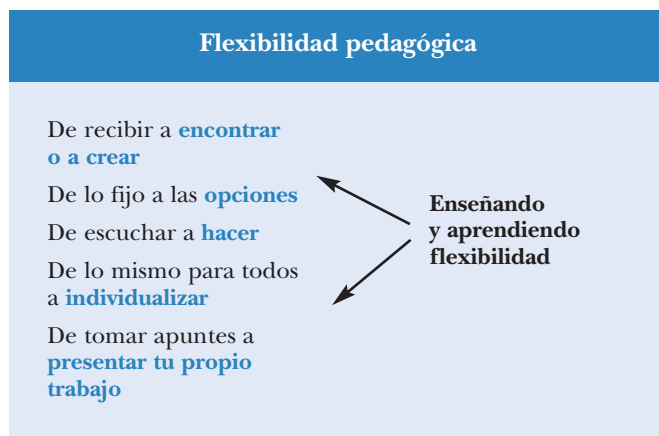 Flexibilidad pedagógica
De recibir a encontrar
o a crear
De lo fijo a las opciones
De escuchar a hacer
De lo mismo para todos
a individualizar
De tomar apuntes a
presentar tu propio
trabajo
Enseñando
y aprendiendo
flexibilidad